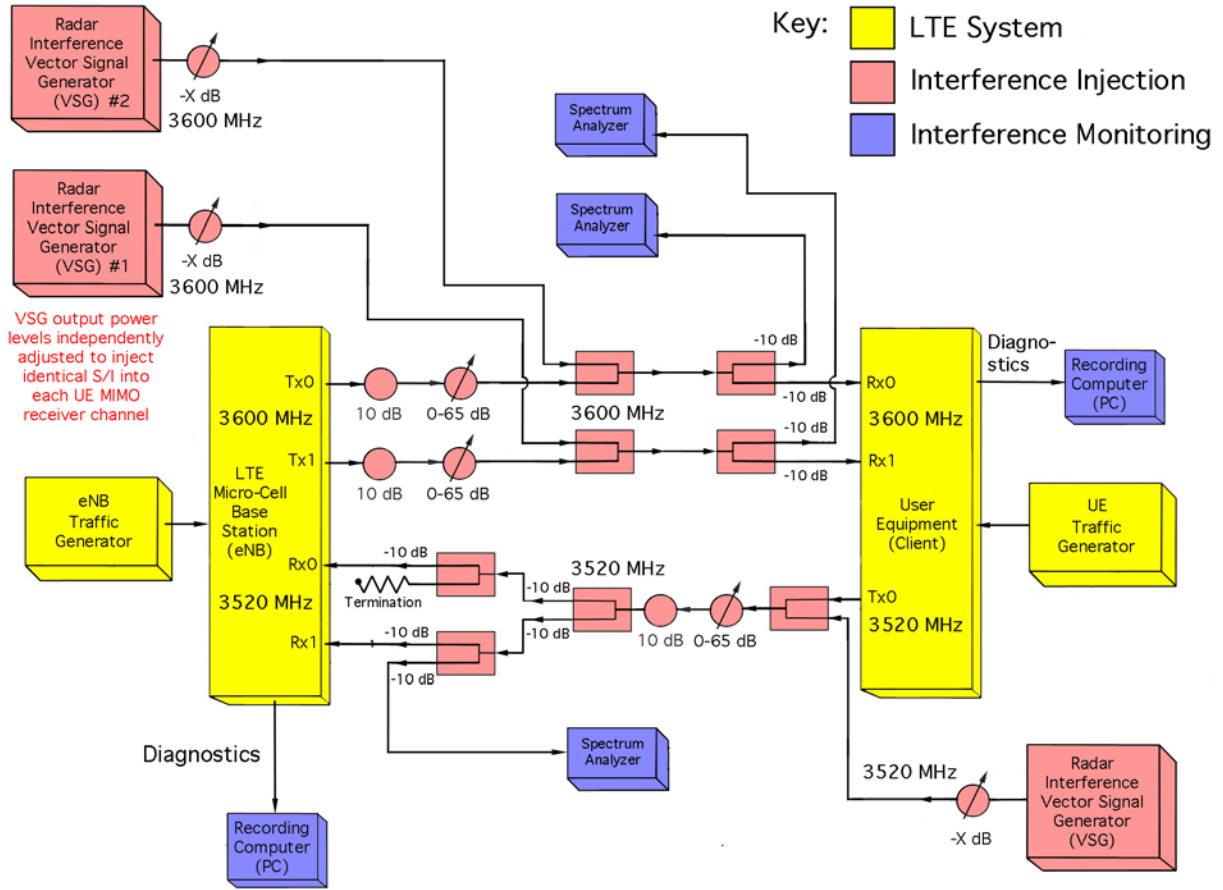 Radar
Interference
Vector Signal
Generator
(VSG) #2
-X dB
3600 MHz
Key:
LTE System
Interference Injection
Interference Monitoring
Spectrum
Analyzer
Radar
Interference
Vector Signal
Generator
(VSG) #1
-X dB
3600 MHz
Spectrum
Analyzer
VSG output power
levels independently
adjusted to inject
identical S/I into
each UE MIMO
receiver channel
Tx0
3600 MHz
Tx1
LTE
Micro-Cell
Base
Station
(eNB)
Rx0
3520 MHz
Rx1
10 dB
0-65 dB
10 dB
0-65 dB
3600 MHz
-10 dB
-10 dB
-10 dB
-10 dB
Rx0
3600 MHz
Rx1
User
Equipment
(Client)
Tx0
3520 MHz
Diagno-
stics
Recording
Computer
(PC)
eNB
Traffic
Generator
UE
Traffic
Generator
-10 dB
Termination
-10 dB
3520 MHz
-10 dB
10 dB
0-65 dB
-10 dB
-10 dB
Diagnostics
Spectrum
Analyzer
3520 MHz
-X dB
Radar
Interference
Vector Signal
Generator
(VSG)
Recording
Computer
(PC)